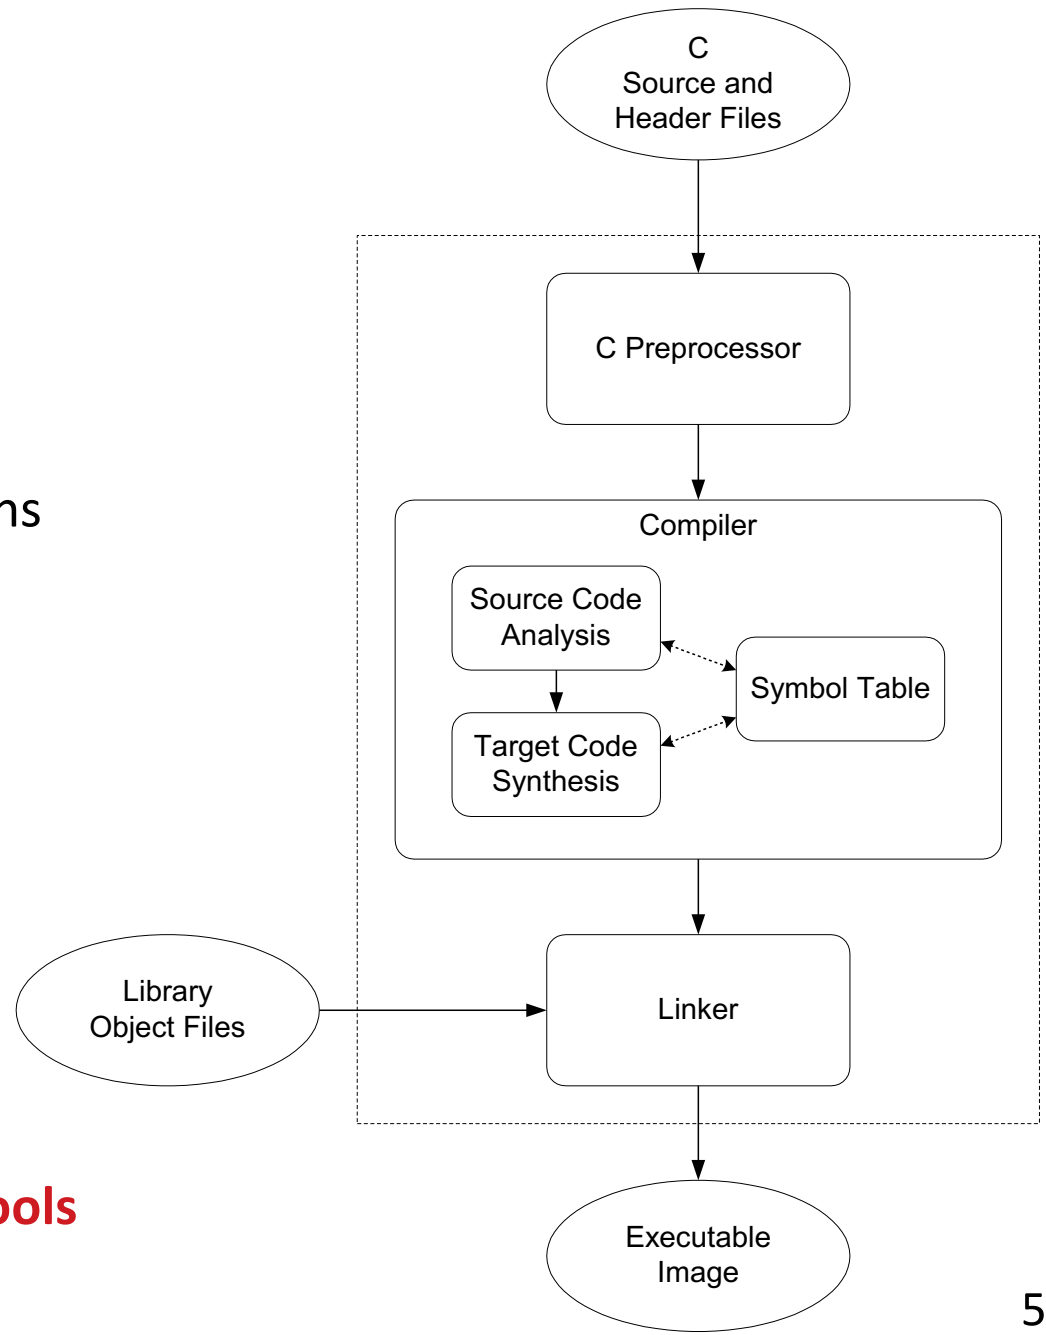 C
Source and
Header Files
C Preprocessor
ns
Compiler
Source Code
Analysis
Symbol Table
Target Code
Synthesis
Library
Object Files
Linker
ools
Executable
Image
5